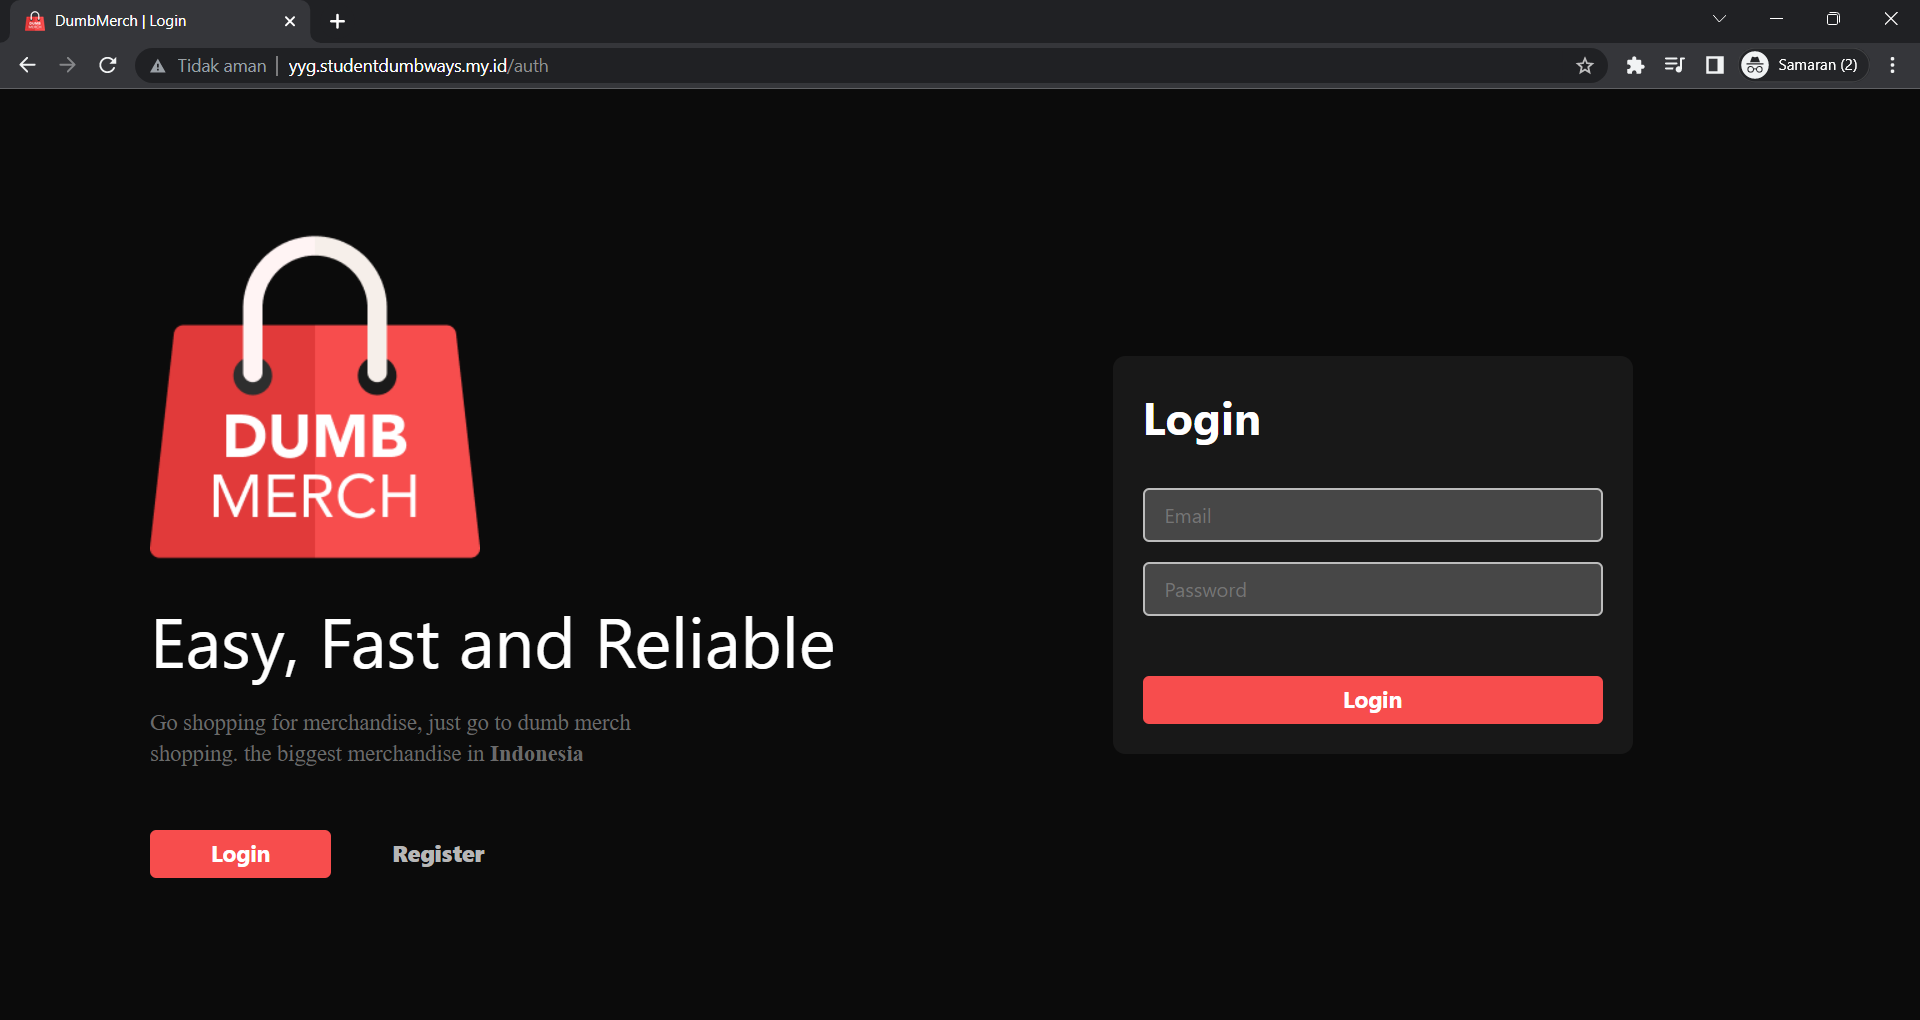 DumbMerch | Login
Tidak aman
yyg.studentdumbways.my.id/auth
Samaran (2)
DUMB
MERCH
Easy, Fast and Reliable
Go shopping for merchandise, just go to dumb merch
shopping. the biggest merchandise in Indonesia
Login
Register
Login
Email
Password
Login